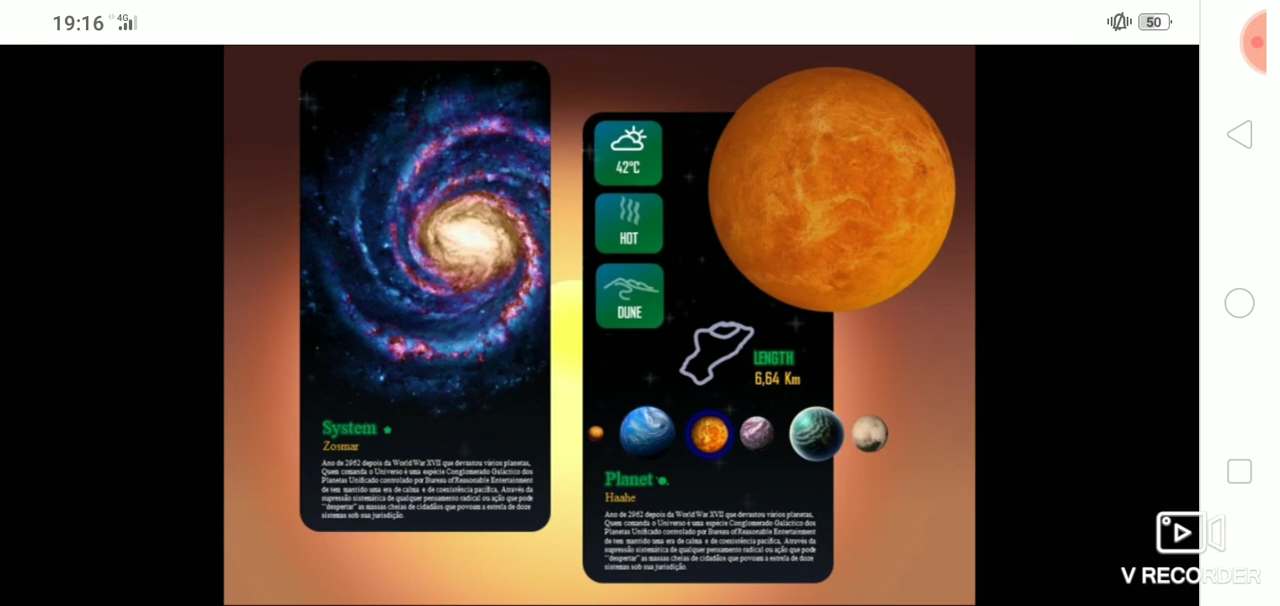 19:16 4G
50
42°C
HOT
DUNE
LENGTH
6,64 Km
System
Zosmar
Ano de 2962 depois da World War XVII que devastou vários planetas,
Quem comanda o Universo é uma espécie Conglomerado Galáctico dos
Planetas Unificado controlado por Bureau of Reasonable Entertainment
de tem mantido uma era de calma e de coexistência pacífica, Através da
supressão sistemática de qualquer pensamento radical ou ação que pode
"despertar" as massas cheias de cidadãos que povoam a estrela de doze
sistemas sob sua jurisdição.
Planet
Haahe
Ano de 2962 depois da World War XVII que devastou vários planetas,
Quem comanda o Universo é uma espécie Conglomerado Galáctico dos
Planetas Unificado controlado por Bureau of Reasonable Entertainment
de tem mantido uma era de calma e de coexistência pacífica, Através da
supressão sistemática de qualquer pensamento radical ou ação que pode
"despertar" as massas cheias de cidadãos que povoam a estrela de doze
sistemas sob sua jurisdição.
V RECORDER